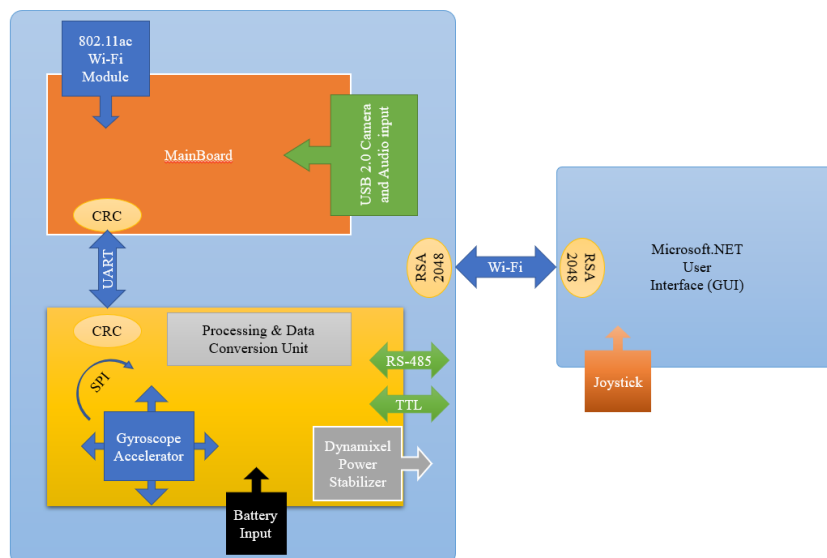 802.11ac
Wi-Fi
Module
MainBoard
USB 2.0 Camera
and Audio input
CRC
UART
CRC
Processing & Data
Conversion Unit
SPI
Gyroscope
Accelerator
RS-485
TTL
Dynamixel
Power
Stabilizer
Battery
Input
RSA
2048
Wi-Fi
RSA
2048
Microsoft.NET
User
Interface (GUI)
Joystick